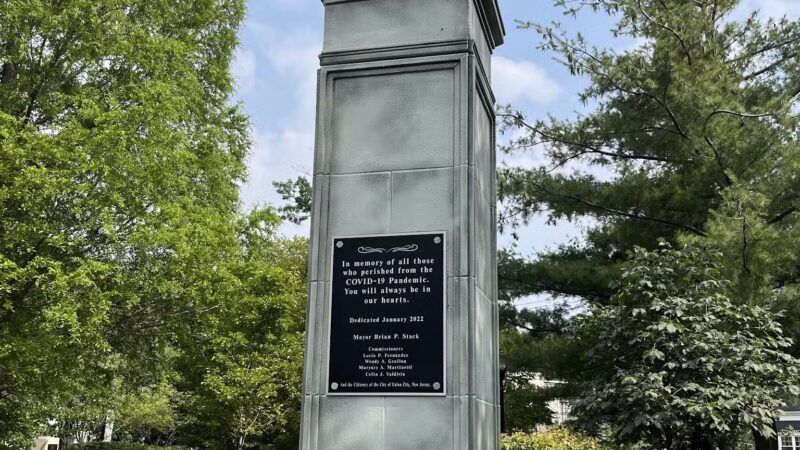 In memory of all those
who perished from the
COVID-19 Pandemic.
You will always be in
our hearts.
Dedicated January 2022
Mayor Brian P. Stack
Commissioners
Lucio P. Fernandez
Wendy A. Grullon
Maryury A. Martinetti
Celin J. Valdivia
And the Citizenry of the City of Union City, New Jersey.